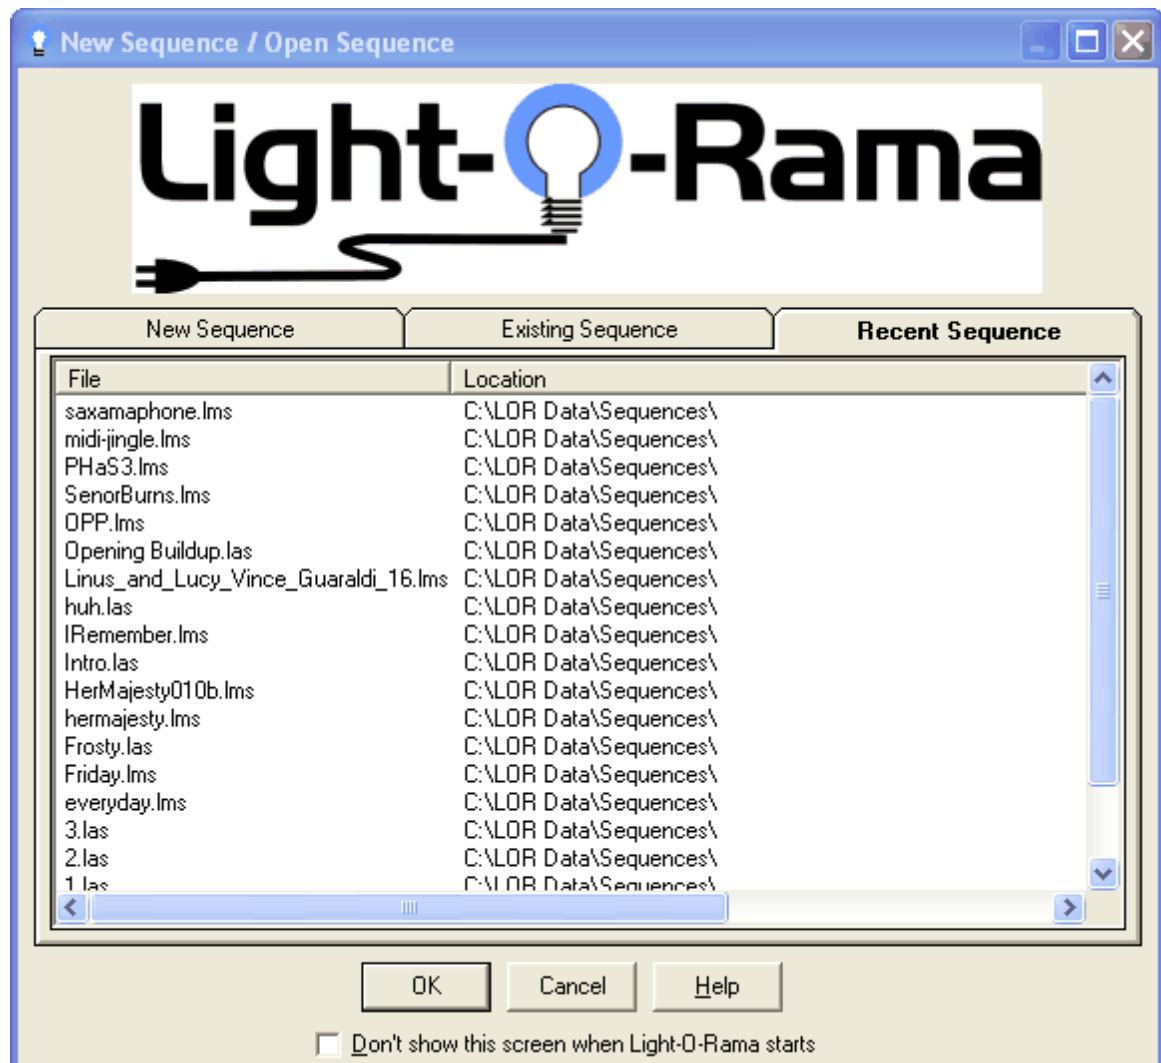 New Sequence / Open Sequence
Light-O-Rama
New Sequence Existing Sequence Recent Sequence
File Location
saxamaphone.lms C:\LOR Data\Sequences\
midi-jingle.lms C:\LOR Data\Sequences\
PHaS3.lms C:\LOR Data\Sequences\
SenorBurns.lms C:\LOR Data\Sequences\
OPP.lms C:\LOR Data\Sequences\
Opening Buildup.las C:\LOR Data\Sequences\
Linus_and_Lucy_Vince_Guaraldi_16.lms C:\LOR Data\Sequences\
huh.las C:\LOR Data\Sequences\
IRemember.lms C:\LOR Data\Sequences\
Intro.las C:\LOR Data\Sequences\
HerMajesty010b.lms C:\LOR Data\Sequences\
hermajesty.lms C:\LOR Data\Sequences\
Frosty.las C:\LOR Data\Sequences\
Friday.lms C:\LOR Data\Sequences\
everyday.lms C:\LOR Data\Sequences\
3.las C:\LOR Data\Sequences\
2.las C:\LOR Data\Sequences\
1.las C:\LOR Data\Sequences\
OK Cancel Help
Don't show this screen when Light-O-Rama starts